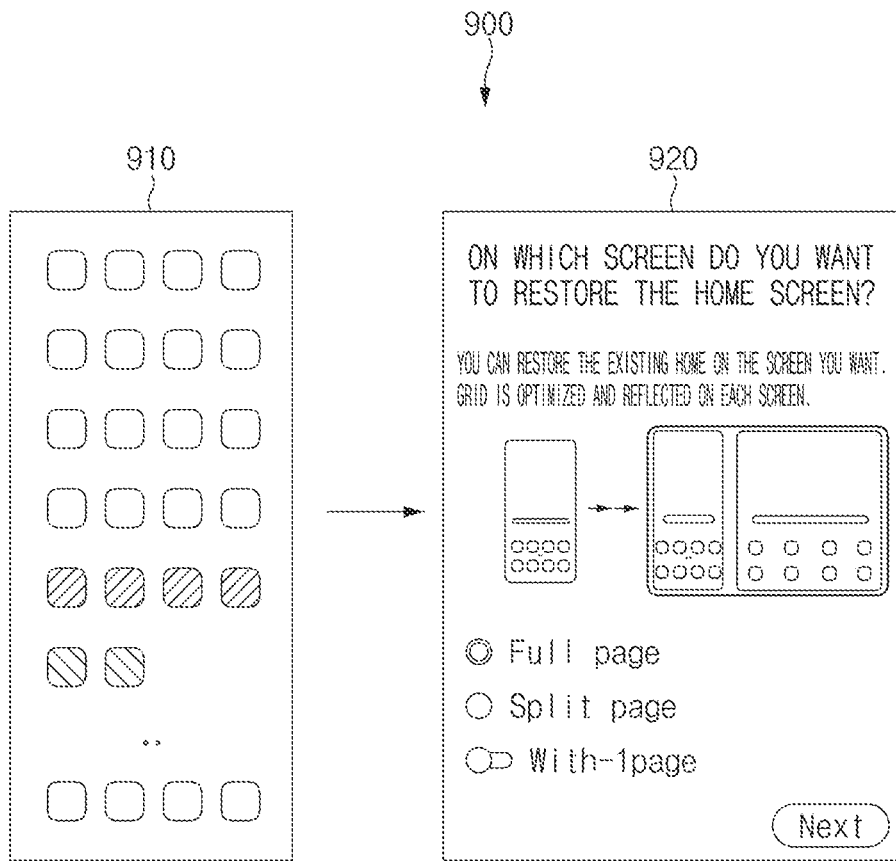 900
910
920
ON WHICH SCREEN DO YOU WANT
TO RESTORE THE HOME SCREEN?
YOU CAN RESTORE THE EXISTING HOME ON THE SCREEN YOU WANT.
GRID IS OPTIMIZED AND REFLECTED ON EACH SCREEN.
Full page
Split page
With-1page
Next